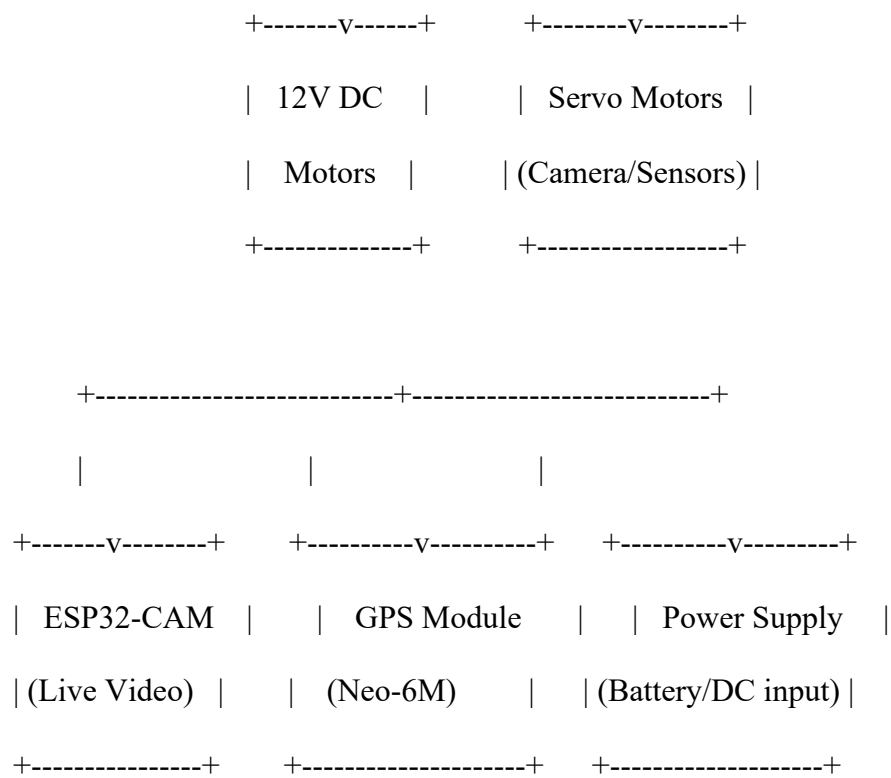 +-------v------+ +--------v--------+
| 12V DC | | Servo Motors |
| Motors | | (Camera/Sensors) |
+--------------+ +------------------+
+----------------------------+----------------------------+
| | |
+-------v--------+ +----------v----------+ +----------v---------+
| ESP32-CAM | | GPS Module | | Power Supply |
| (Live Video) | | (Neo-6M) | | (Battery/DC input) |
+----------------+ +---------------------+ +--------------------+